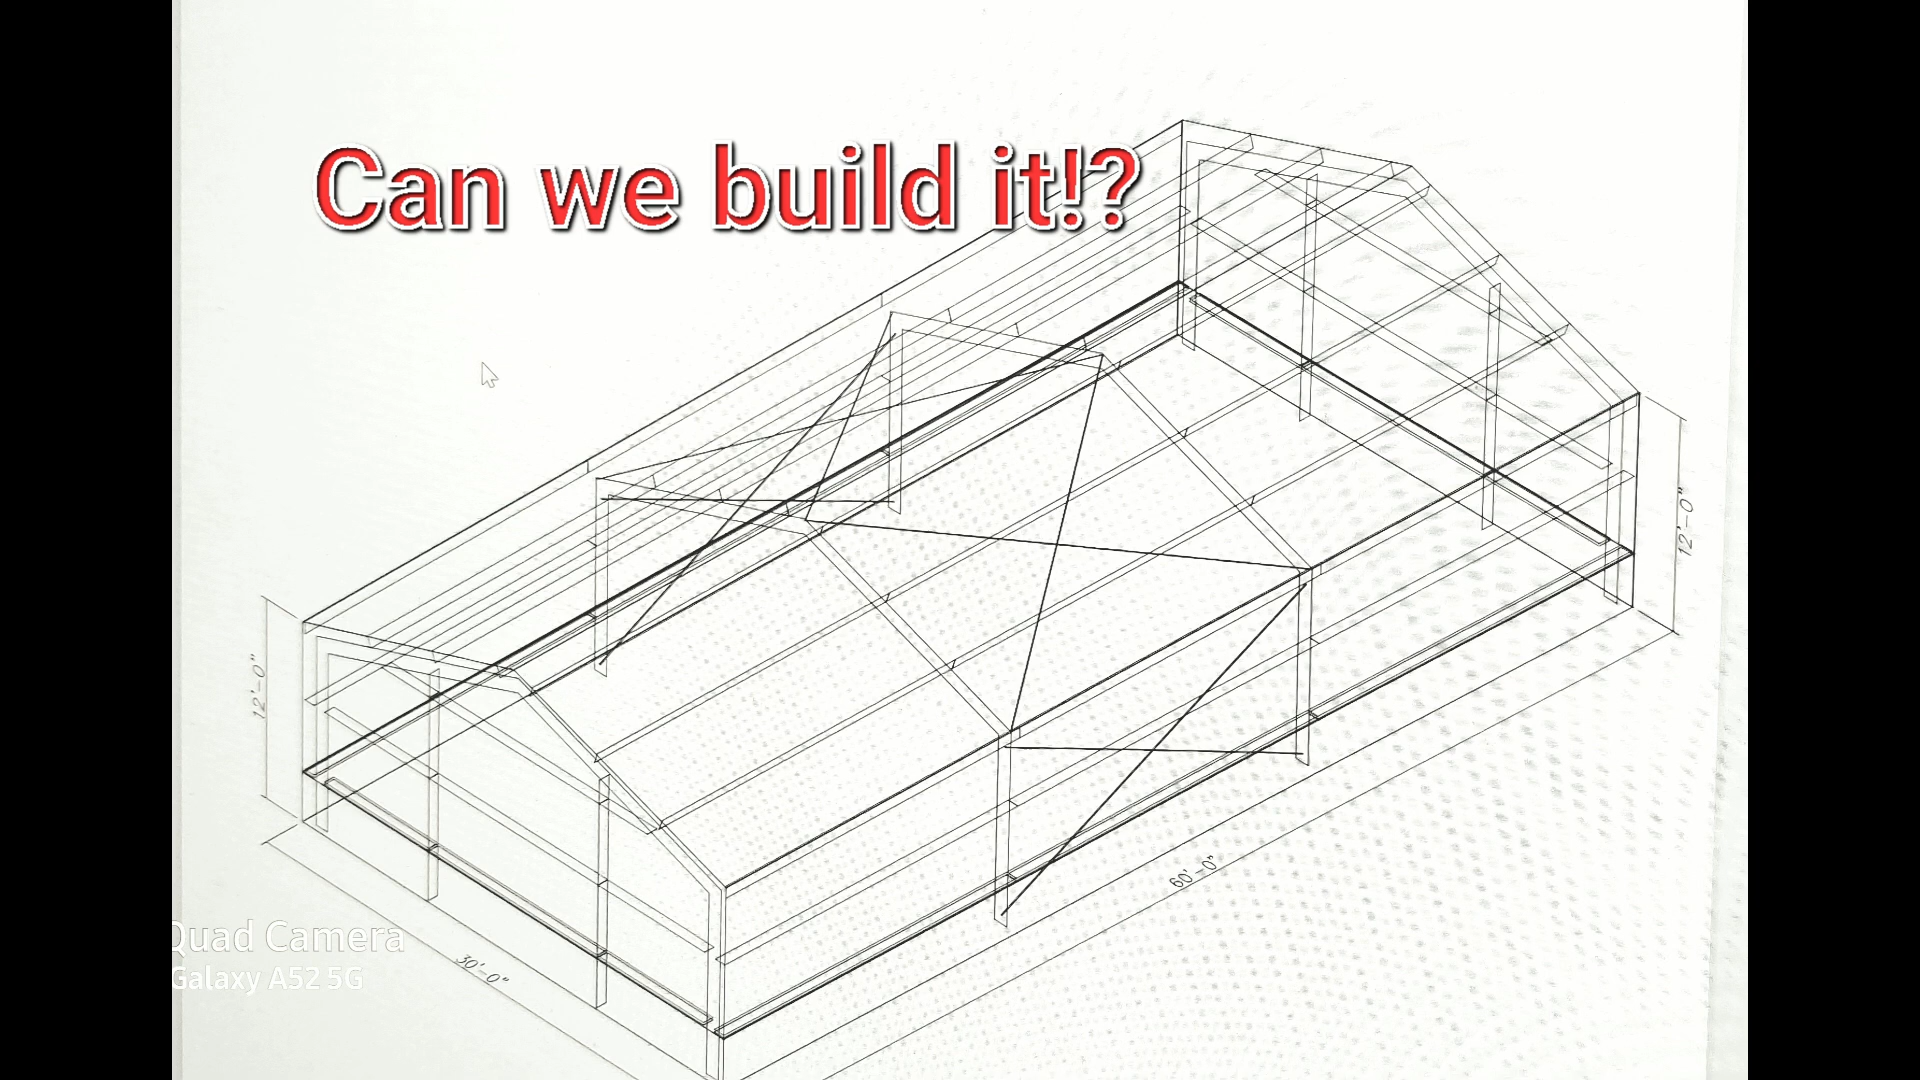 Can we build it!?
12'-0"
12'-0"
60'-0"
30'-0"
Quad Camera
Galaxy A52 5G